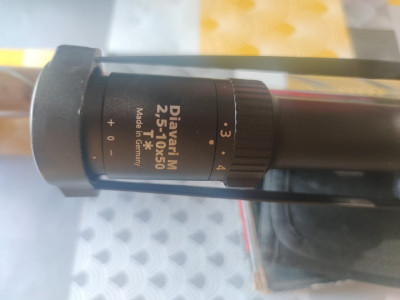 Diavari M
2,5-10x50
T*
Made in Germany
+ 0 -
• 3 • 4